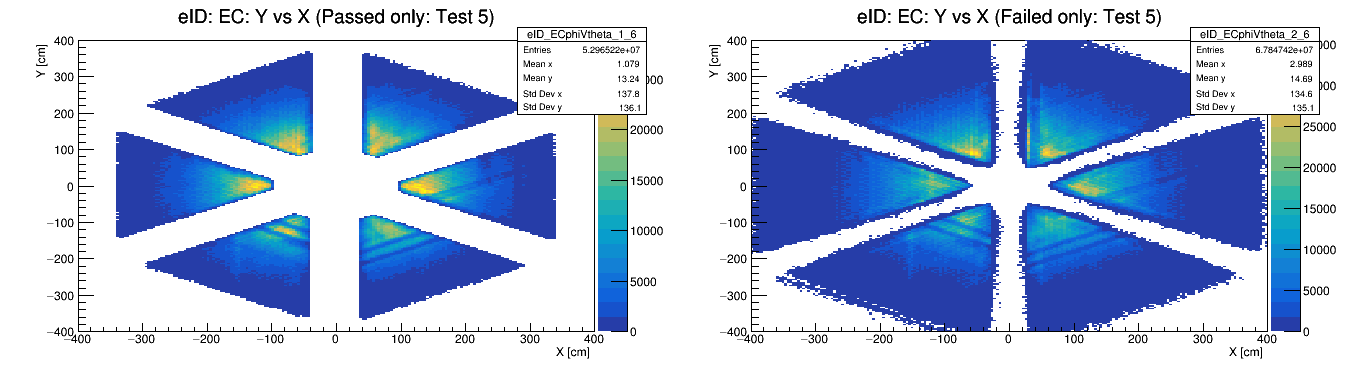 eID: EC: Y vs X (Passed only: Test 5)
eID_ECphiVtheta_1_6
Entries 5.296522e+07
Mean x 1.079
Mean y 13.24
Std Dev x 137.8
Std Dev y 136.1
Y [cm]
400
300
200
100
0
−100
−200
−300
−400
−400 −300 −200 −100 0 100 200 300 400
X [cm]
20000
15000
10000
5000
0
eID: EC: Y vs X (Failed only: Test 5)
eID_ECphiVtheta_2_6
Entries 6.784742e+07
Mean x 2.989
Mean y 14.69
Std Dev x 134.6
Std Dev y 135.1
Y [cm]
400
300
200
100
0
−100
−200
−300
−400
−400 −300 −200 −100 0 100 200 300 400
X [cm]
25000
20000
15000
10000
5000
0